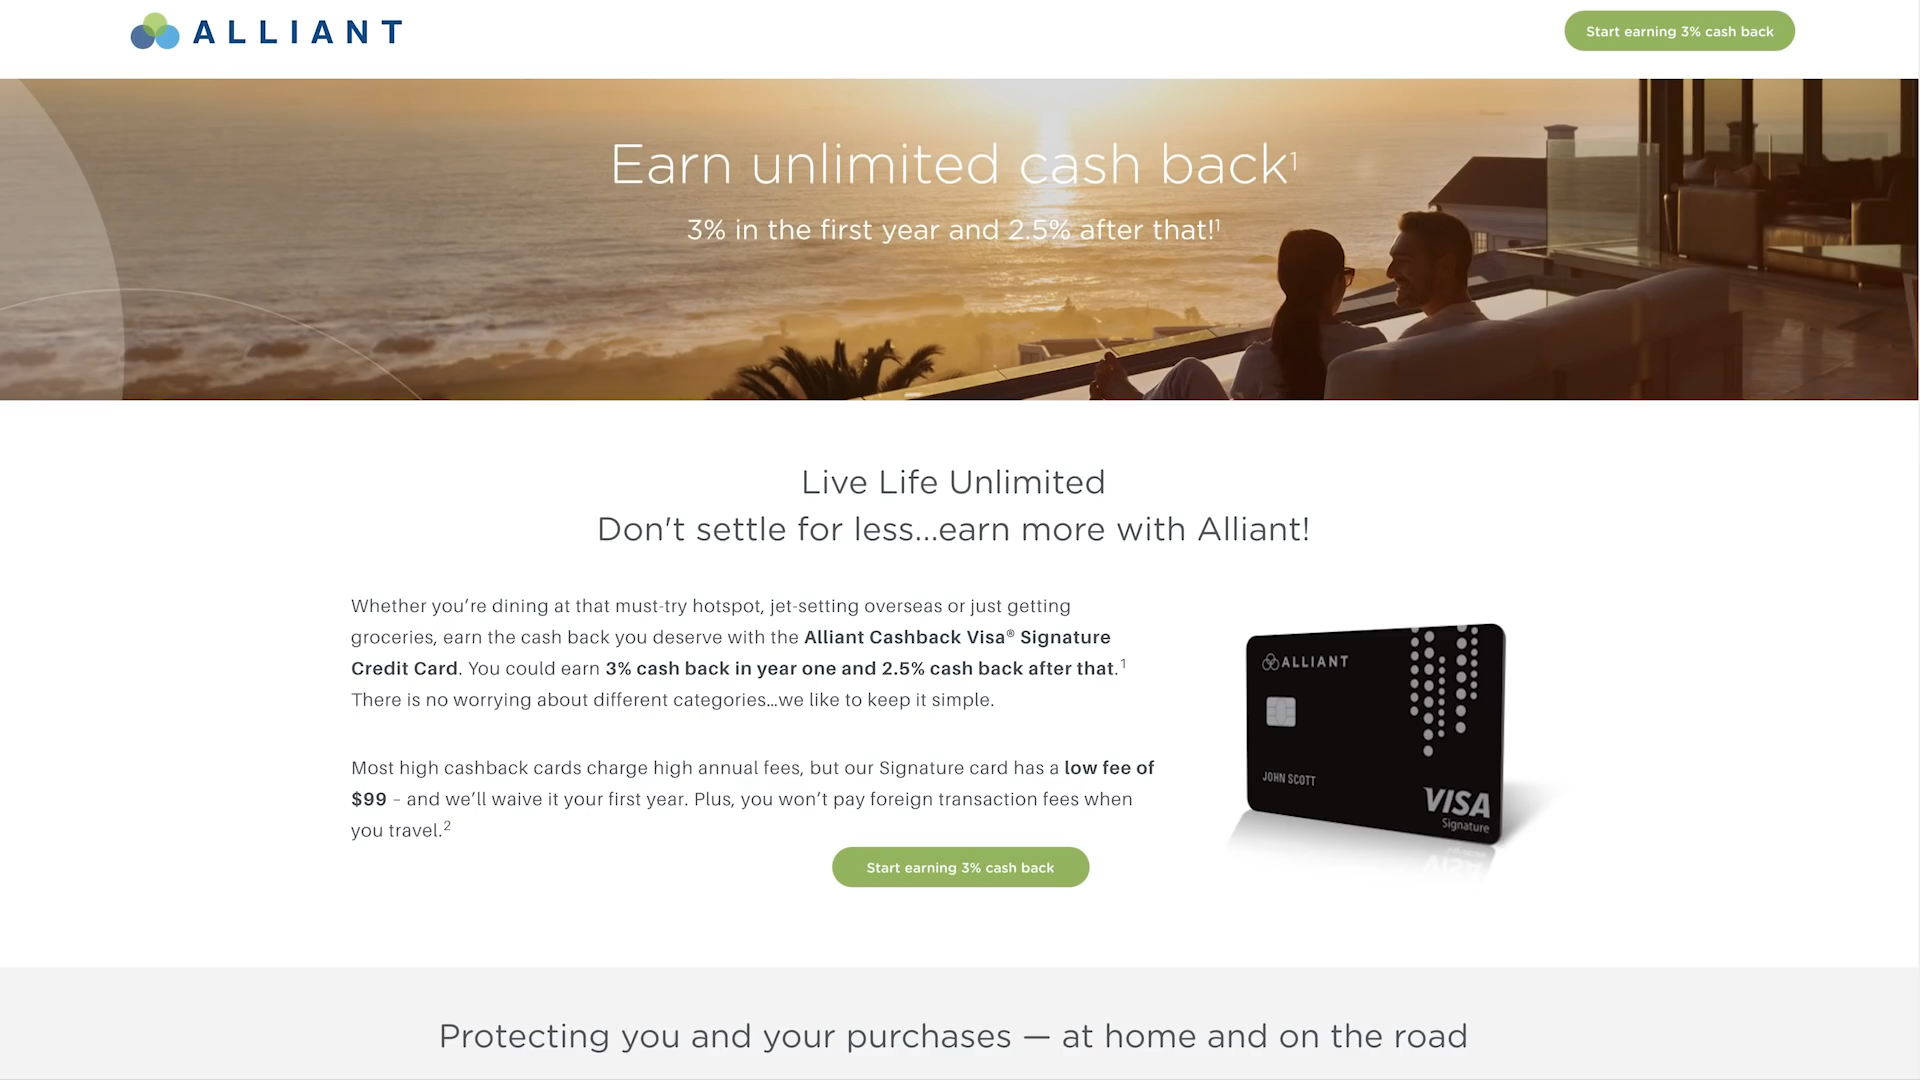 ALLIANT
Start earning 3% cash back
Earn unlimited cash back¹
3% in the first year and 2.5% after that!¹
Live Life Unlimited
Don't settle for less...earn more with Alliant!
Whether you’re dining at that must-try hotspot, jet-setting overseas or just getting
groceries, earn the cash back you deserve with the Alliant Cashback Visa® Signature
Credit Card. You could earn 3% cash back in year one and 2.5% cash back after that.¹
There is no worrying about different categories...we like to keep it simple.
Most high cashback cards charge high annual fees, but our Signature card has a low fee of
$99 – and we’ll waive it your first year. Plus, you won’t pay foreign transaction fees when
you travel.²
Start earning 3% cash back
ALLIANT
JOHN SCOTT
VISA
Signature
Protecting you and your purchases — at home and on the road